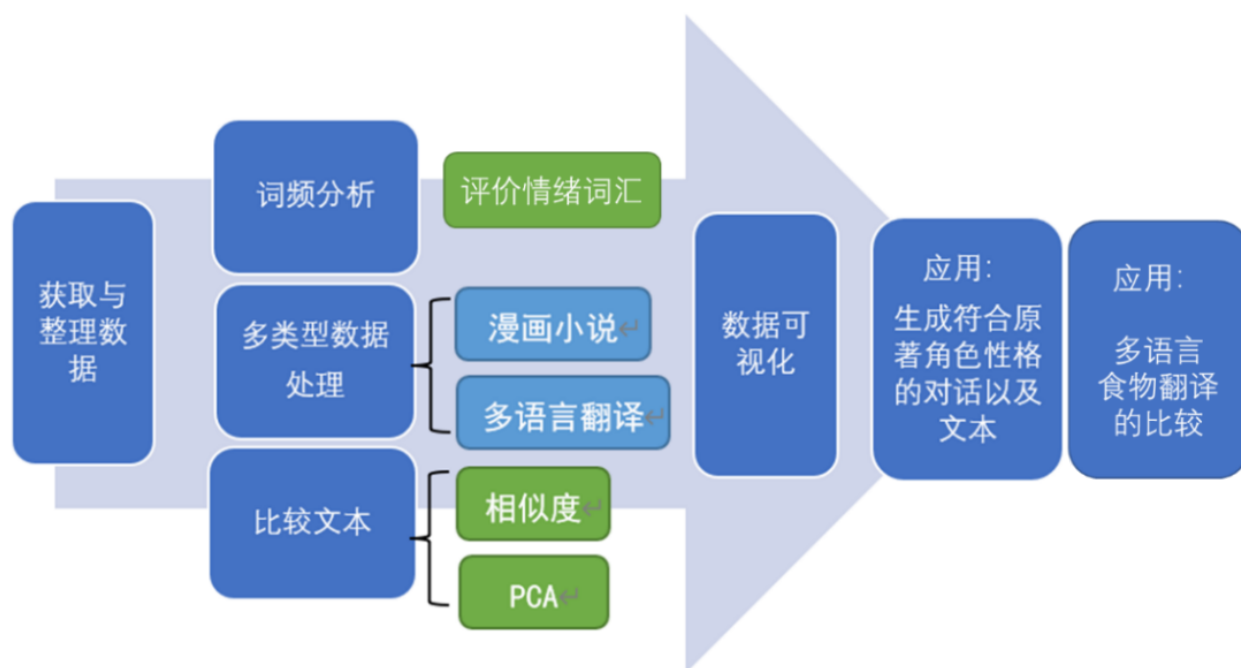 获取与
整理数
据
词频分析
评价情绪词汇
多类型数据
处理
漫画小说↵
多语言翻译↵
比较文本
相似度↵
PCA↵
数据可
视化
应用：
生成符合原
著角色性格
的对话以及
文本
应用：
多语言
食物翻译
的比较